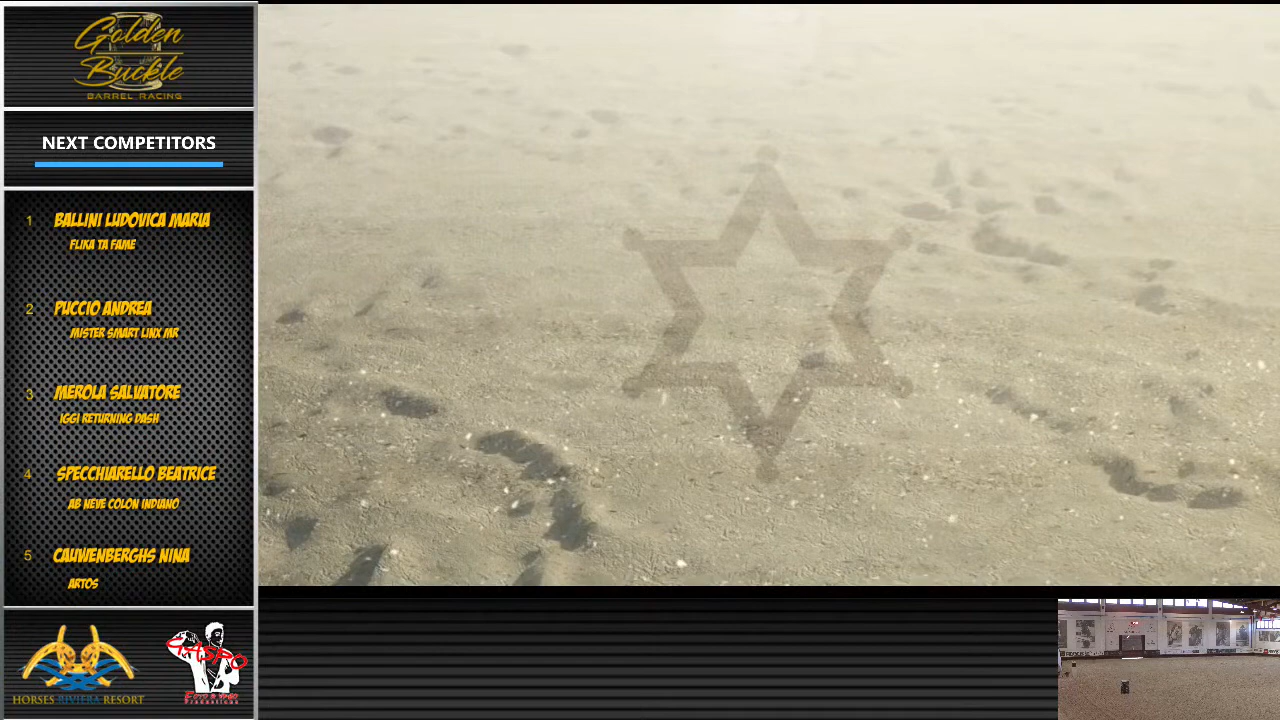 Golden
Buckle
BARREL RACING
NEXT COMPETITORS
1 BALLINI LUDOVICA MARIA
FLIKA TA FAME
2 PUCCIO ANDREA
MISTER SMART LINX MR
3 MEROLA SALVATORE
IGGI RETURNING DASH
4 SPECCHIARELLO BEATRICE
AB NEVE COLON INDIANO
5 CAUWENBERGHS NINA
ARTOS
HORSES RIVIERA RESORT
GASPO
Productions